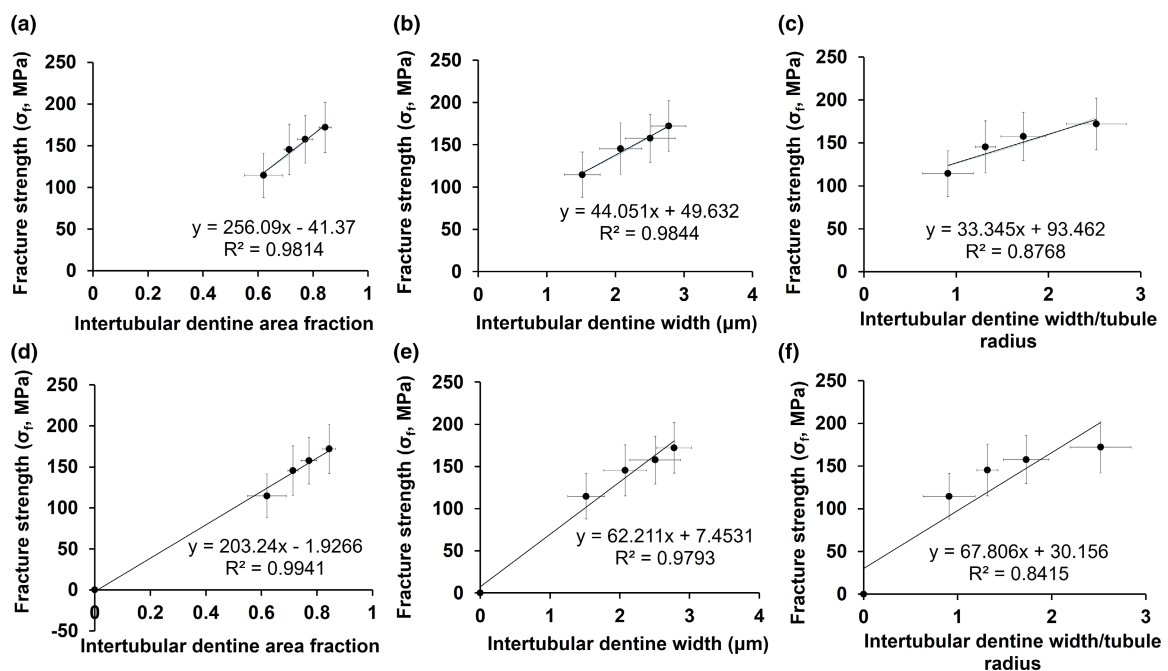 (a)
Fracture strength (σf, MPa)
250
200
150
100
50
0
y = 256.09x - 41.37
R² = 0.9814
0 0.2 0.4 0.6 0.8 1
Intertubular dentine area fraction
(b)
Fracture strength (σf, MPa)
250
200
150
100
50
0
y = 44.051x + 49.632
R² = 0.9844
0 1 2 3 4
Intertubular dentine width (μm)
(c)
Fracture strength (σf, MPa)
250
200
150
100
50
0
y = 33.345x + 93.462
R² = 0.8768
0 1 2 3
Intertubular dentine width/tubule
radius
(d)
Fracture strength (σf, MPa)
250
200
150
100
50
0
-50
y = 203.24x - 1.9266
R² = 0.9941
0 0.2 0.4 0.6 0.8 1
Intertubular dentine area fraction
(e)
Fracture strength (σf, MPa)
250
200
150
100
50
0
y = 62.211x + 7.4531
R² = 0.9793
0 1 2 3 4
Intertubular dentine width (μm)
(f)
Fracture strength (σf, MPa)
250
200
150
100
50
0
y = 67.806x + 30.156
R² = 0.8415
0 1 2 3
Intertubular dentine width/tubule
radius